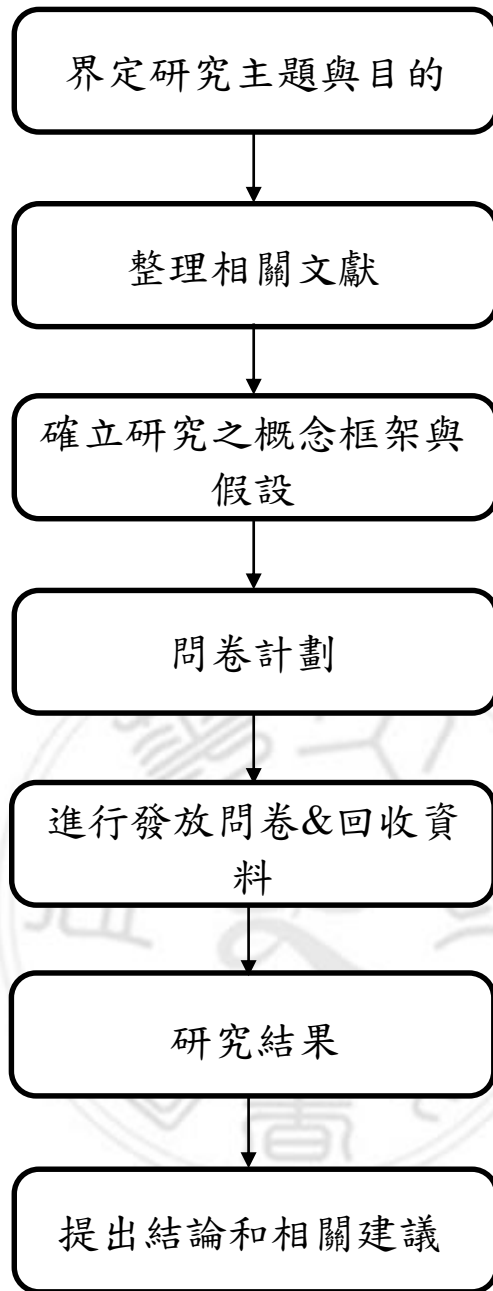 界定研究主題與目的
整理相關文獻
確立研究之概念框架與
假設
問卷計劃
進行發放問卷&回收資
料
研究結果
提出結論和相關建議